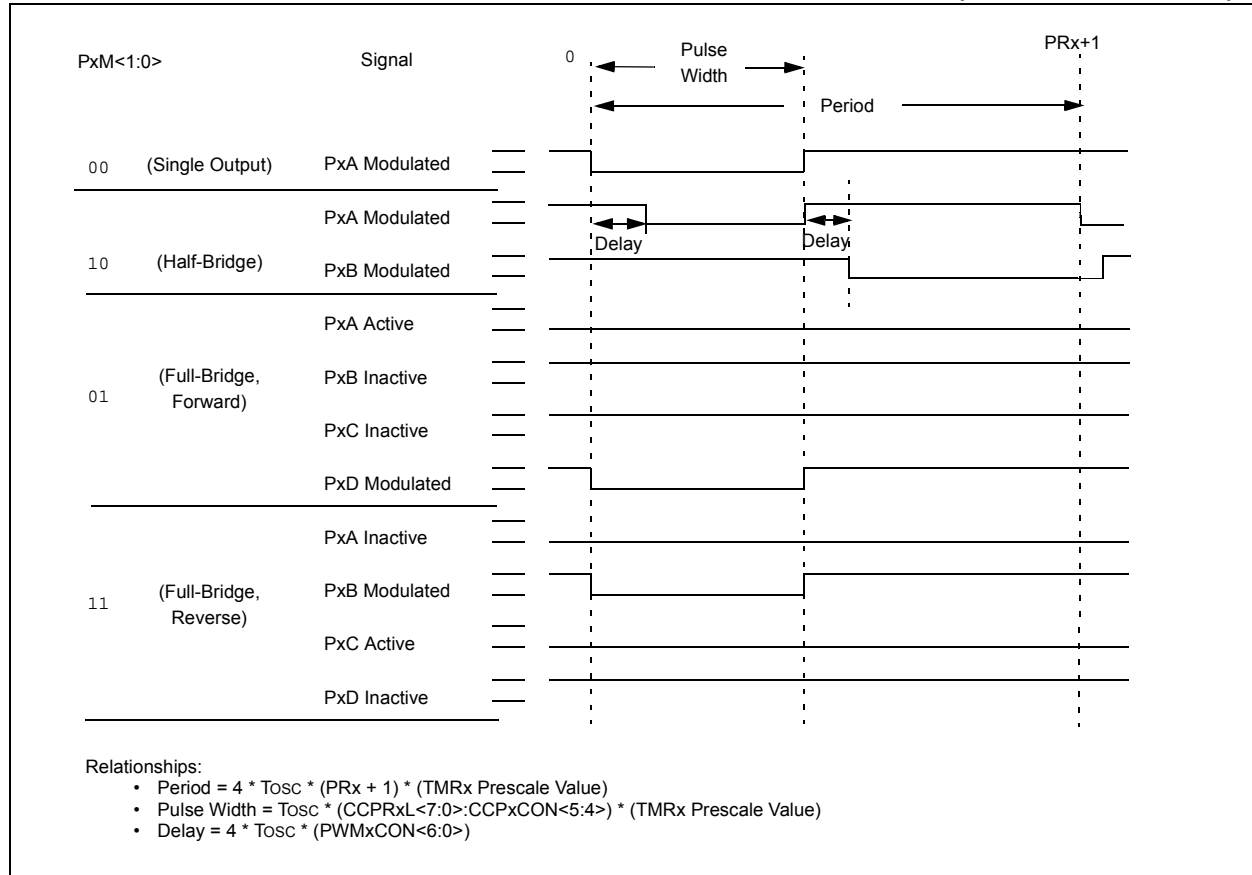 PxM<1:0>
Signal
0
Pulse
Width
PRx+1
Period
00
(Single Output)
PxA Modulated
PxA Modulated
Delay
Delay
10
(Half-Bridge)
PxB Modulated
PxA Active
(Full-Bridge,
Forward)
PxB Inactive
01
PxC Inactive
PxD Modulated
PxA Inactive
(Full-Bridge,
Reverse)
PxB Modulated
11
PxC Active
PxD Inactive
Relationships:
• Period = 4 * TOSC * (PRx + 1) * (TMRx Prescale Value)
• Pulse Width = TOSC * (CCPRxL<7:0>:CCPxCON<5:4>) * (TMRx Prescale Value)
• Delay = 4 * TOSC * (PWMxCON<6:0>)